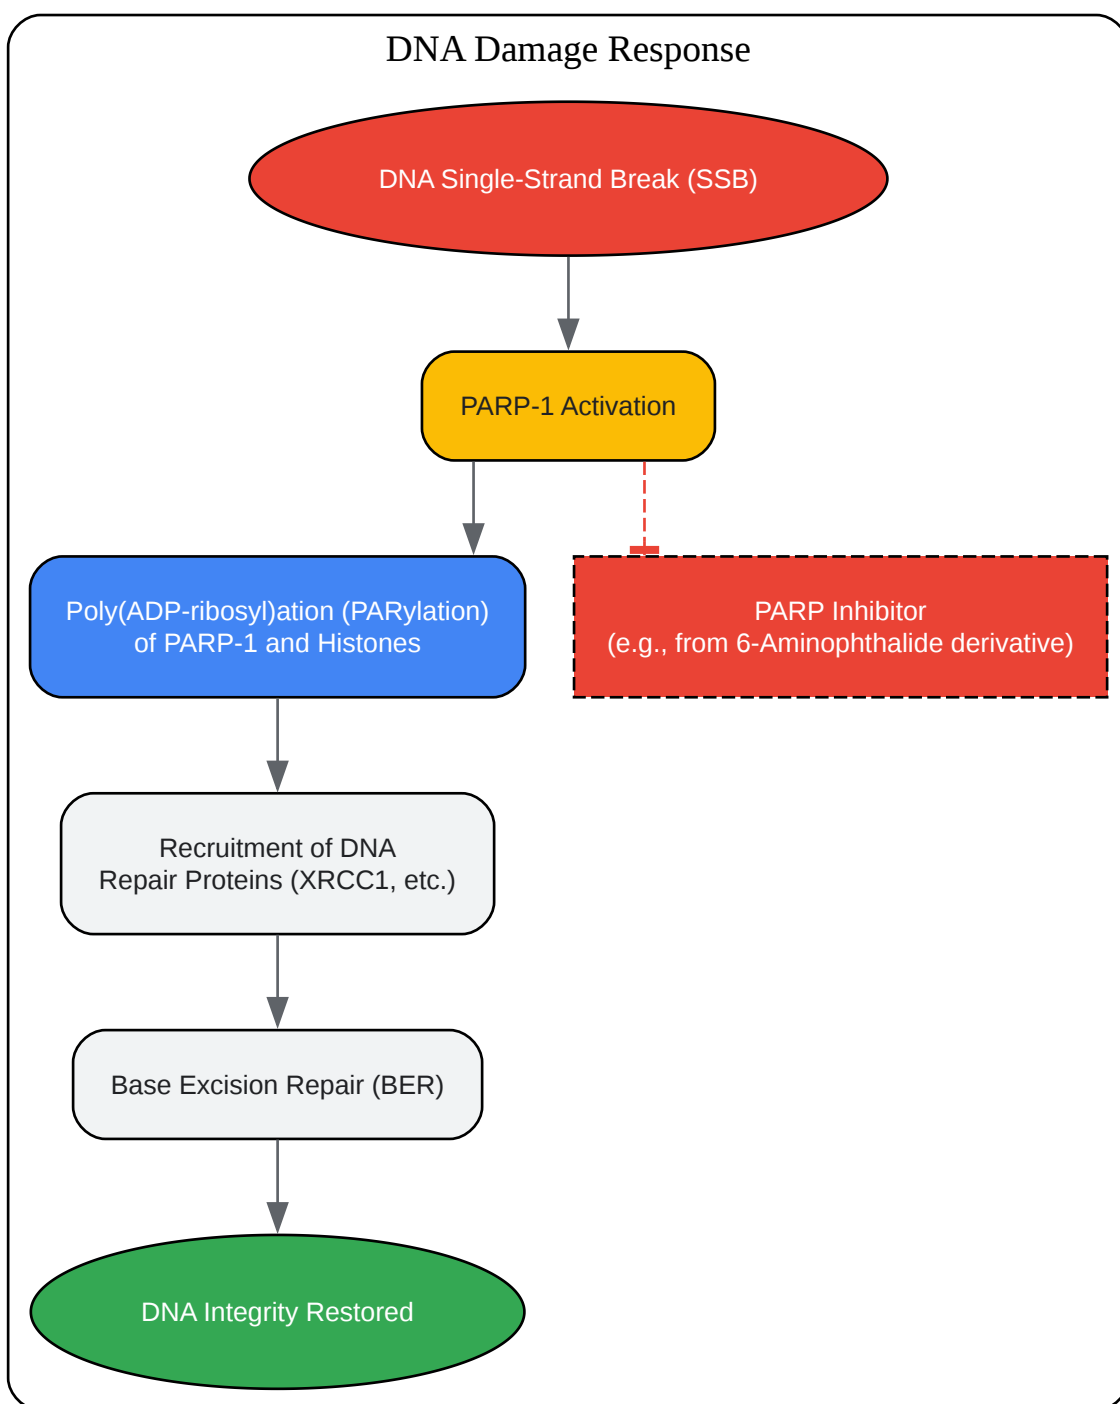 DNA Damage Response
DNA Single-Strand Break (SSB)
PARP-1 Activation
Poly(ADP-ribosyl)ation (PARylation)
of PARP-1 and Histones
PARP Inhibitor
(e.g., from 6-Aminophthalide derivative)
Recruitment of DNA
Repair Proteins (XRCC1, etc.)
Base Excision Repair (BER)
DNA Integrity Restored